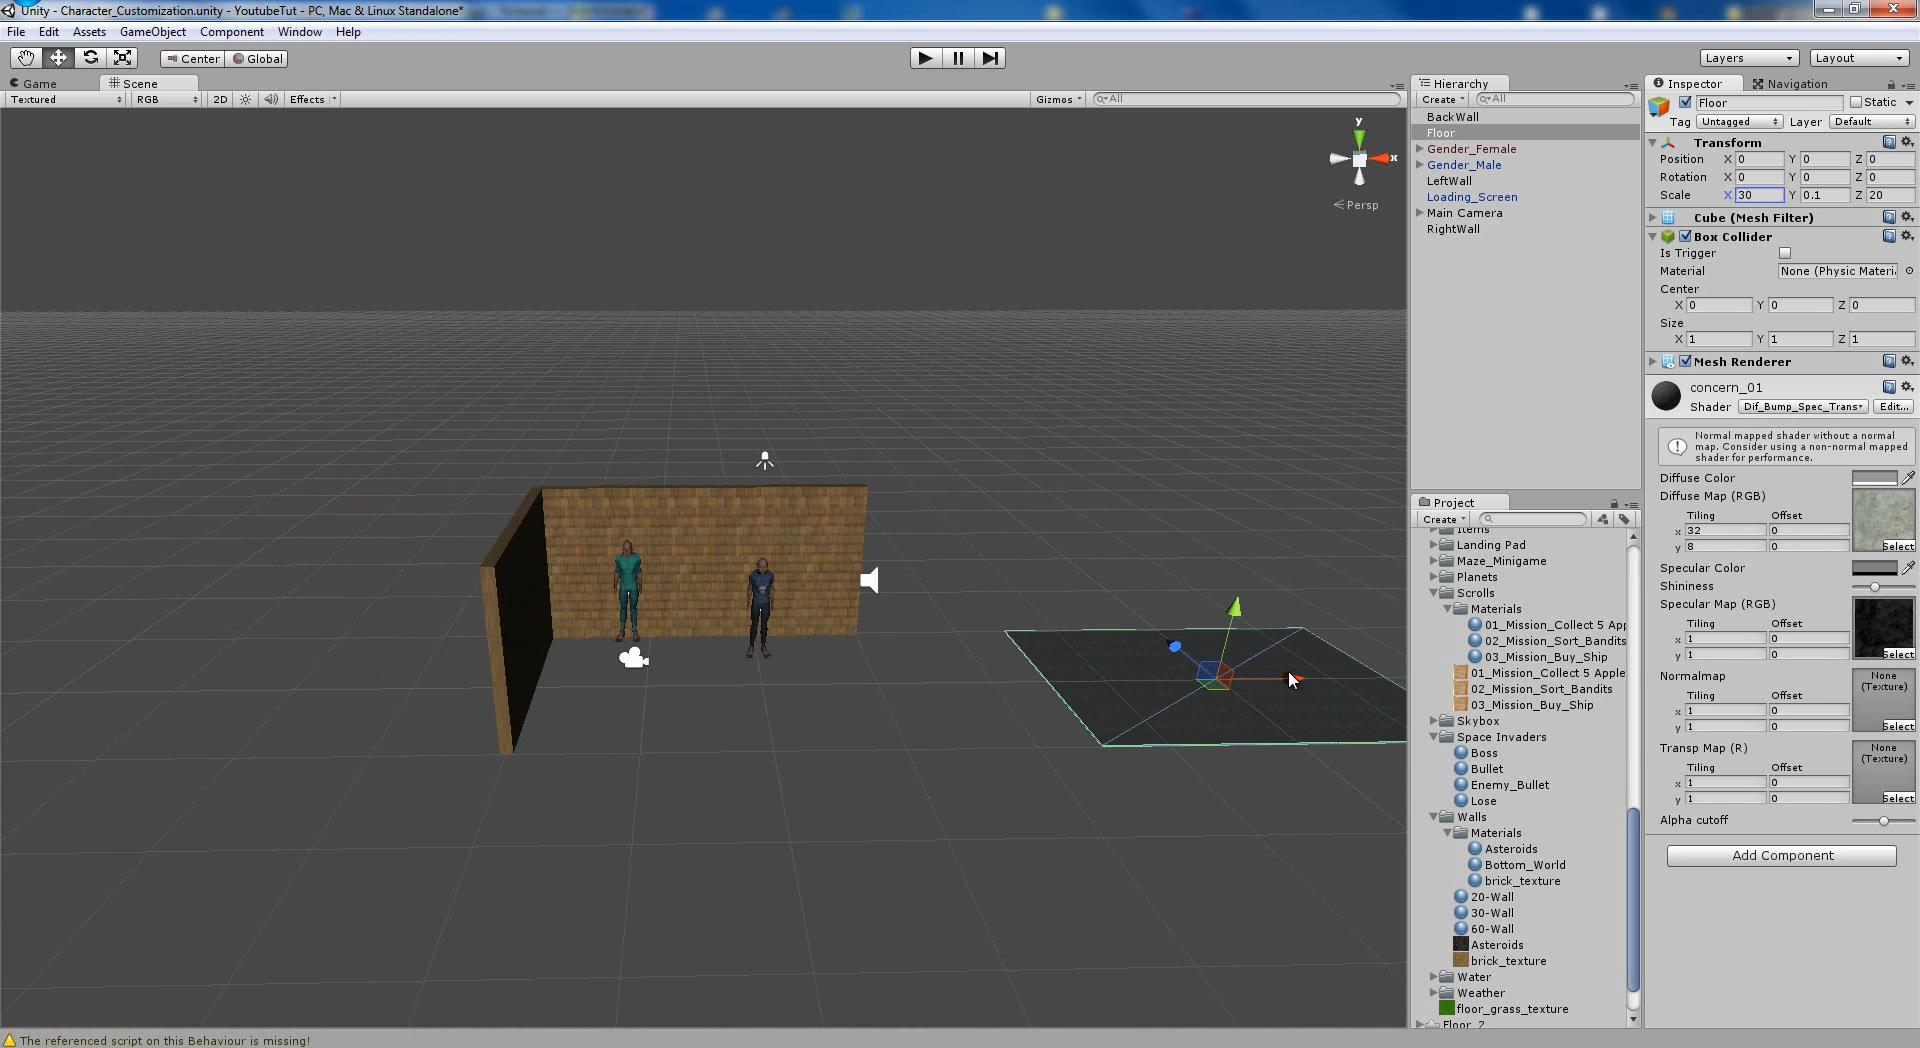 Unity - Character_Customization.unity - YoutubeTut - PC, Mac & Linux Standalone*
File Edit Assets GameObject Component Window Help
Center Global
Layers Layout
Game Scene
Textured RGB 2D Effects Gizmos All
y
x
Persp
Hierarchy
Create All
BackWall
Floor
Gender_Female
Gender_Male
LeftWall
Loading_Screen
Main Camera
RightWall
Project
Create
Items
Landing Pad
Maze_Minigame
Planets
Scrolls
Materials
01_Mission_Collect 5 App
02_Mission_Sort_Bandits
03_Mission_Buy_Ship
01_Mission_Collect 5 Apple
02_Mission_Sort_Bandits
03_Mission_Buy_Ship
Skybox
Space Invaders
Boss
Bullet
Enemy_Bullet
Lose
Walls
Materials
Asteroids
Bottom_World
brick_texture
20-Wall
30-Wall
60-Wall
Asteroids
brick_texture
Water
Weather
floor_grass_texture
Floor_2
Inspector Navigation
Floor Static
Tag Untagged Layer Default
Transform
Position X 0 Y 0 Z 0
Rotation X 0 Y 0 Z 0
Scale X 30 Y 0.1 Z 20
Cube (Mesh Filter)
Box Collider
Is Trigger
Material None (Physic Materi
Center
X 0 Y 0 Z 0
Size
X 1 Y 1 Z 1
Mesh Renderer
concern_01
Shader Dif_Bump_Spec_Trans Edit...
Normal mapped shader without a normal
map. Consider using a non-normal mapped
shader for performance.
Diffuse Color
Diffuse Map (RGB)
Tiling Offset
x 32 0
y 8 0 Select
Specular Color
Shininess
Specular Map (RGB)
Tiling Offset
x 1 0
y 1 0 Select
Normalmap None
(Texture)
Tiling Offset
x 1 0
y 1 0 Select
Transp Map (R) None
(Texture)
Tiling Offset
x 1 0
y 1 0 Select
Alpha cutoff
Add Component
The referenced script on this Behaviour is missing!